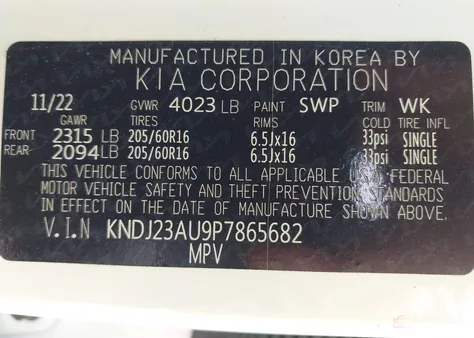 MANUFACTURED IN KOREA BY
KIA CORPORATION
11/22 GVWR 4023 LB PAINT SWP TRIM WK
GAWR TIRES RIMS COLD TIRE INFL
FRONT 2315 LB 205/60R16 6.5Jx16 33psi SINGLE
REAR 2094 LB 205/60R16 6.5Jx16 33psi SINGLE
THIS VEHICLE CONFORMS TO ALL APPLICABLE U.S. FEDERAL
MOTOR VEHICLE SAFETY AND THEFT PREVENTION STANDARDS
IN EFFECT ON THE DATE OF MANUFACTURE SHOWN ABOVE.
V.I.N KNDJ23AU9P7865682
MPV